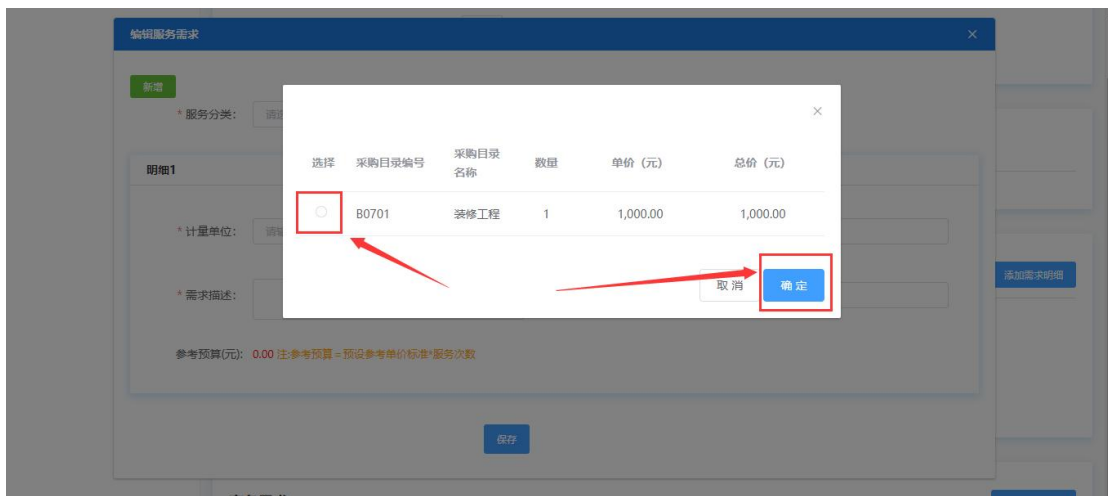 编辑服务需求
新增
* 服务分类:
选择 采购目录编号 采购目录名称 数量 单价（元） 总价（元）
B0701 装修工程 1 1,000.00 1,000.00
明细1
* 计量单位:
取消 确定
添加需求明细
* 需求描述:
参考预算(元): 0.00 注:参考预算=预设参考单价标准*服务次数
保存